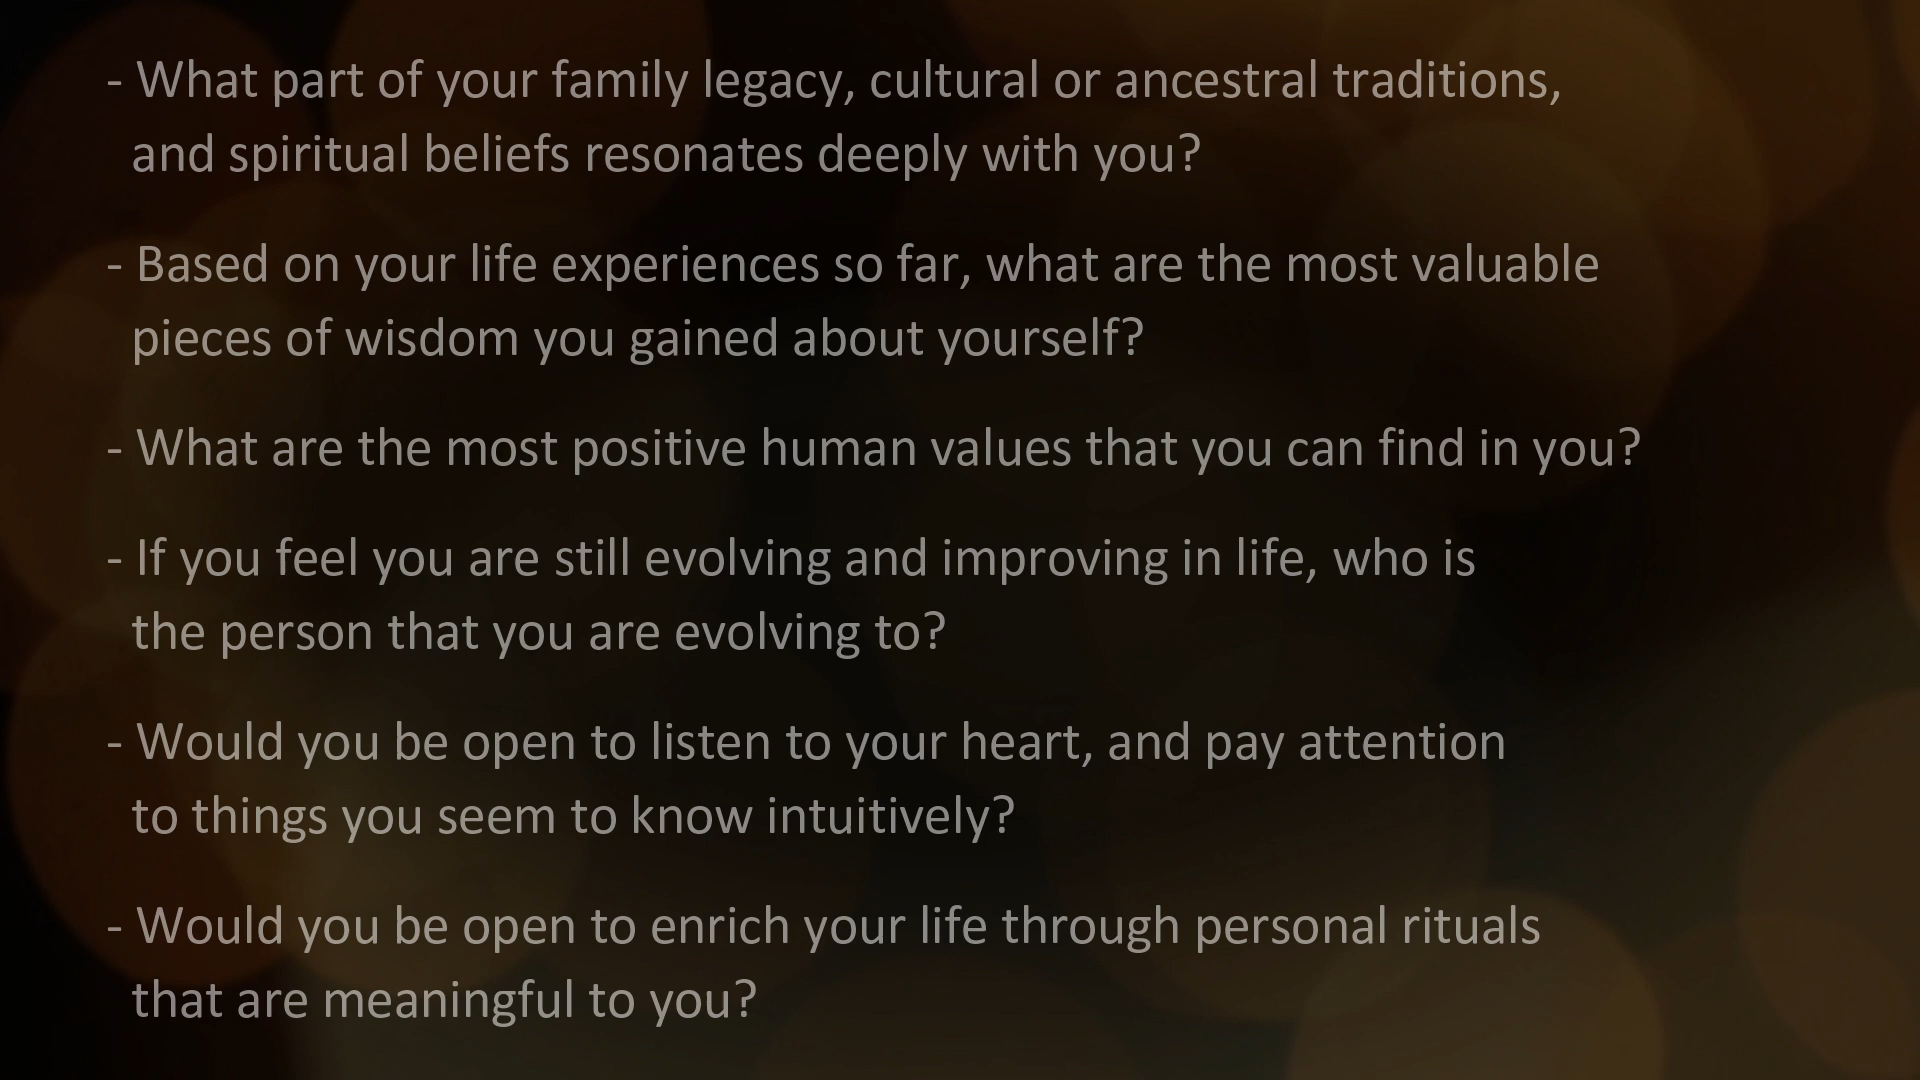 - What part of your family legacy, cultural or ancestral traditions,
and spiritual beliefs resonates deeply with you?
- Based on your life experiences so far, what are the most valuable
pieces of wisdom you gained about yourself?
- What are the most positive human values that you can find in you?
- If you feel you are still evolving and improving in life, who is
the person that you are evolving to?
- Would you be open to listen to your heart, and pay attention
to things you seem to know intuitively?
- Would you be open to enrich your life through personal rituals
that are meaningful to you?